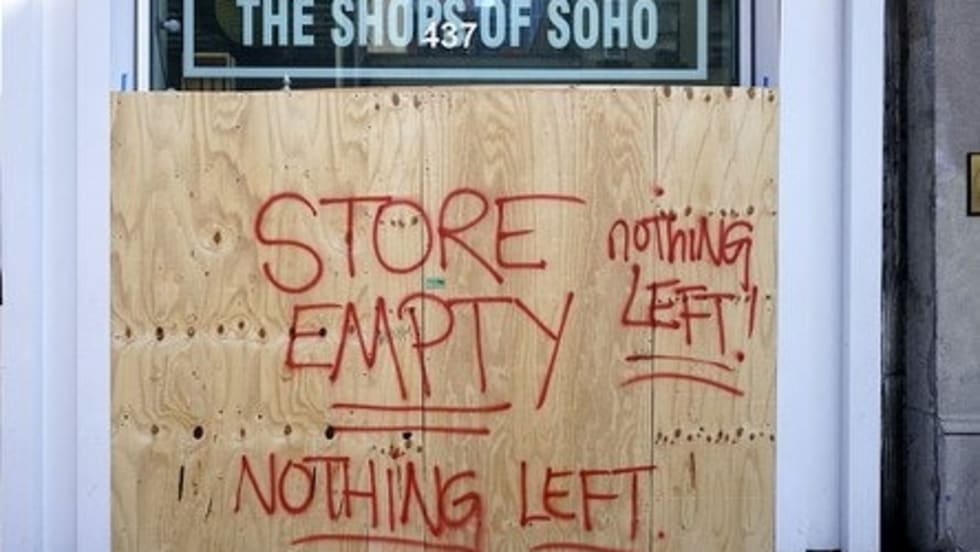 THE SHOPS OF SOHO
437
STORE
EMPTY
nothiNG
LEFT!
NOTHING LEFT.